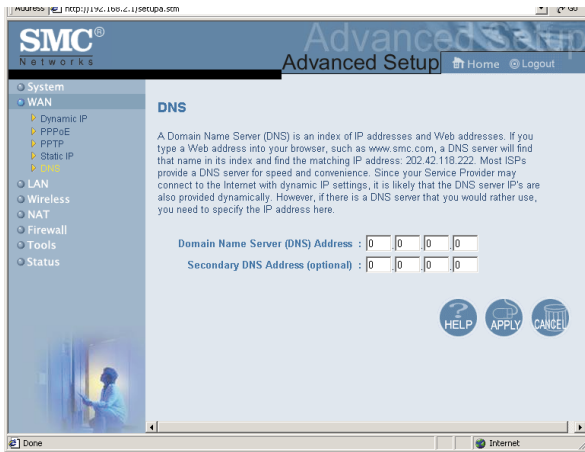 Address http://192.168.2.1/setupa.stm
Go
SMC®
Networks
Advanced Setup
Advanced Setup
Home
Logout
System
WAN
Dynamic IP
PPPoE
PPTP
Static IP
DNS
LAN
Wireless
NAT
Firewall
Tools
Status
DNS
A Domain Name Server (DNS) is an index of IP addresses and Web addresses. If you
type a Web address into your browser, such as www.smc.com, a DNS server will find
that name in its index and find the matching IP address: 202.42.118.222. Most ISPs
provide a DNS server for speed and convenience. Since your Service Provider may
connect to the Internet with dynamic IP settings, it is likely that the DNS server IP's are
also provided dynamically. However, if there is a DNS server that you would rather use,
you need to specify the IP address here.
Domain Name Server (DNS) Address : 0 .0 .0 .0
Secondary DNS Address (optional) : 0 .0 .0 .0
HELP
APPLY
CANCEL
Done
Internet